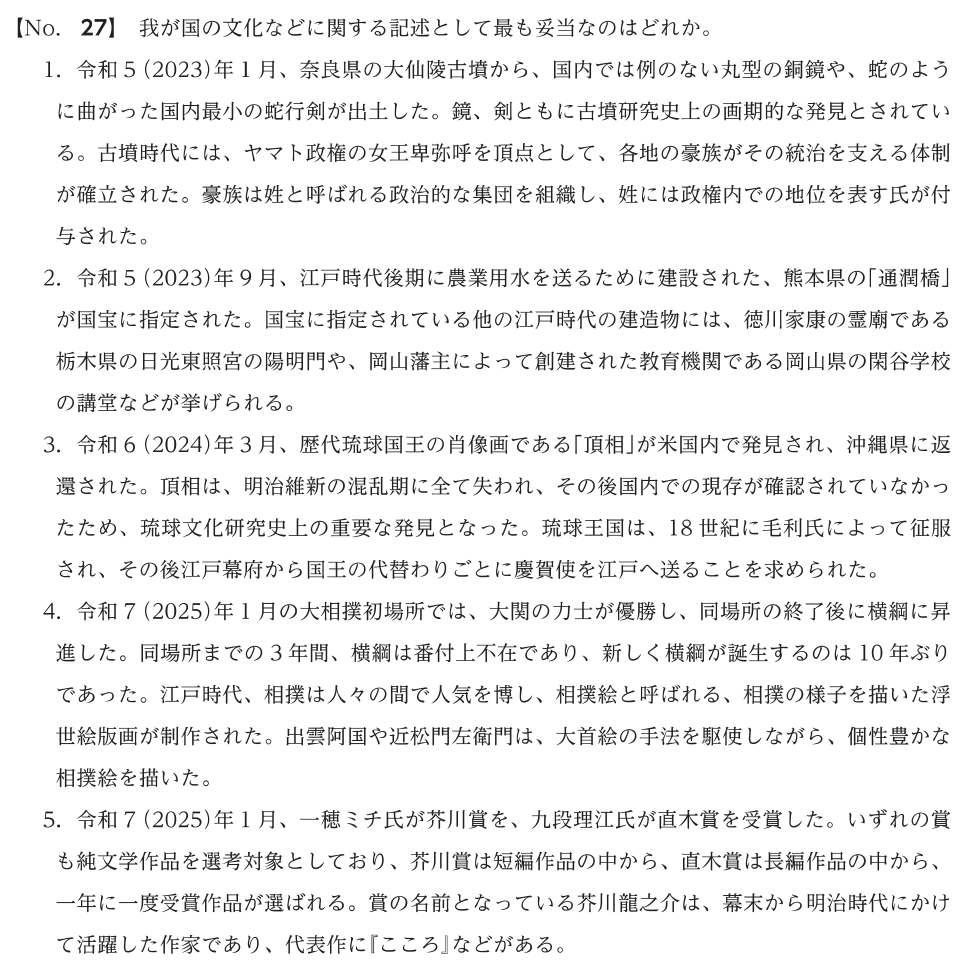 【No. 27】 我が国の文化などに関する記述として最も妥当なのはどれか。
1. 令和5(2023)年1月、奈良県の大仙陵古墳から、国内では例のない丸型の銅鏡や、蛇のよう
に曲がった国内最小の蛇行剣が出土した。鏡、剣ともに古墳研究史上の画期的な発見とされてい
る。古墳時代には、ヤマト政権の女王卑弥呼を頂点として、各地の豪族がその統治を支える体制
が確立された。豪族は姓と呼ばれる政治的な集団を組織し、姓には政権内での地位を表す氏が付
与された。
2. 令和5(2023)年9月、江戸時代後期に農業用水を送るために建設された、熊本県の「通潤橋」
が国宝に指定された。国宝に指定されている他の江戸時代の建造物には、徳川家康の霊廟である
栃木県の日光東照宮の陽明門や、岡山藩主によって創建された教育機関である岡山県の閑谷学校
の講堂などが挙げられる。
3. 令和6(2024)年3月、歴代琉球国王の肖像画である「頂相」が米国内で発見され、沖縄県に返
還された。頂相は、明治維新の混乱期に全て失われ、その後国内での現存が確認されていなかっ
たため、琉球文化研究史上の重要な発見となった。琉球王国は、18世紀に毛利氏によって征服
され、その後江戸幕府から国王の代替わりごとに慶賀使を江戸へ送ることを求められた。
4. 令和7(2025)年1月の大相撲初場所では、大関の力士が優勝し、同場所の終了後に横綱に昇
進した。同場所までの3年間、横綱は番付上不在であり、新しく横綱が誕生するのは10年ぶり
であった。江戸時代、相撲は人々の間で人気を博し、相撲絵と呼ばれる、相撲の様子を描いた浮
世絵版画が制作された。出雲阿国や近松門左衛門は、大首絵の手法を駆使しながら、個性豊かな
相撲絵を描いた。
5. 令和7(2025)年1月、一穂ミチ氏が芥川賞を、九段理江氏が直木賞を受賞した。いずれの賞
も純文学作品を選考対象としており、芥川賞は短編作品の中から、直木賞は長編作品の中から、
一年に一度受賞作品が選ばれる。賞の名前となっている芥川龍之介は、幕末から明治時代にかけ
て活躍した作家であり、代表作に『こころ』などがある。